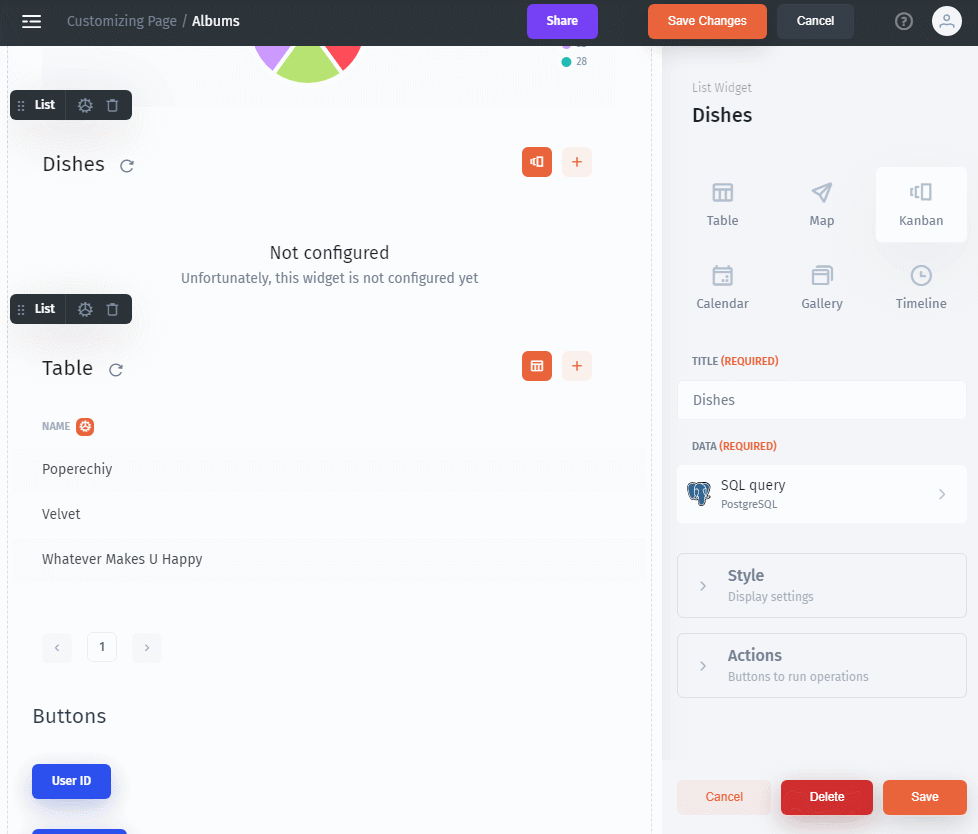 Customizing Page / Albums
Share
Save Changes
Cancel
?
28
List
Dishes
Not configured
Unfortunately, this widget is not configured yet
List
Table
NAME
Poperechiy
Velvet
Whatever Makes U Happy
1
Buttons
User ID
List Widget
Dishes
Table
Map
Kanban
Calendar
Gallery
Timeline
TITLE (REQUIRED)
Dishes
DATA (REQUIRED)
SQL query
PostgreSQL
Style
Display settings
Actions
Buttons to run operations
Cancel
Delete
Save